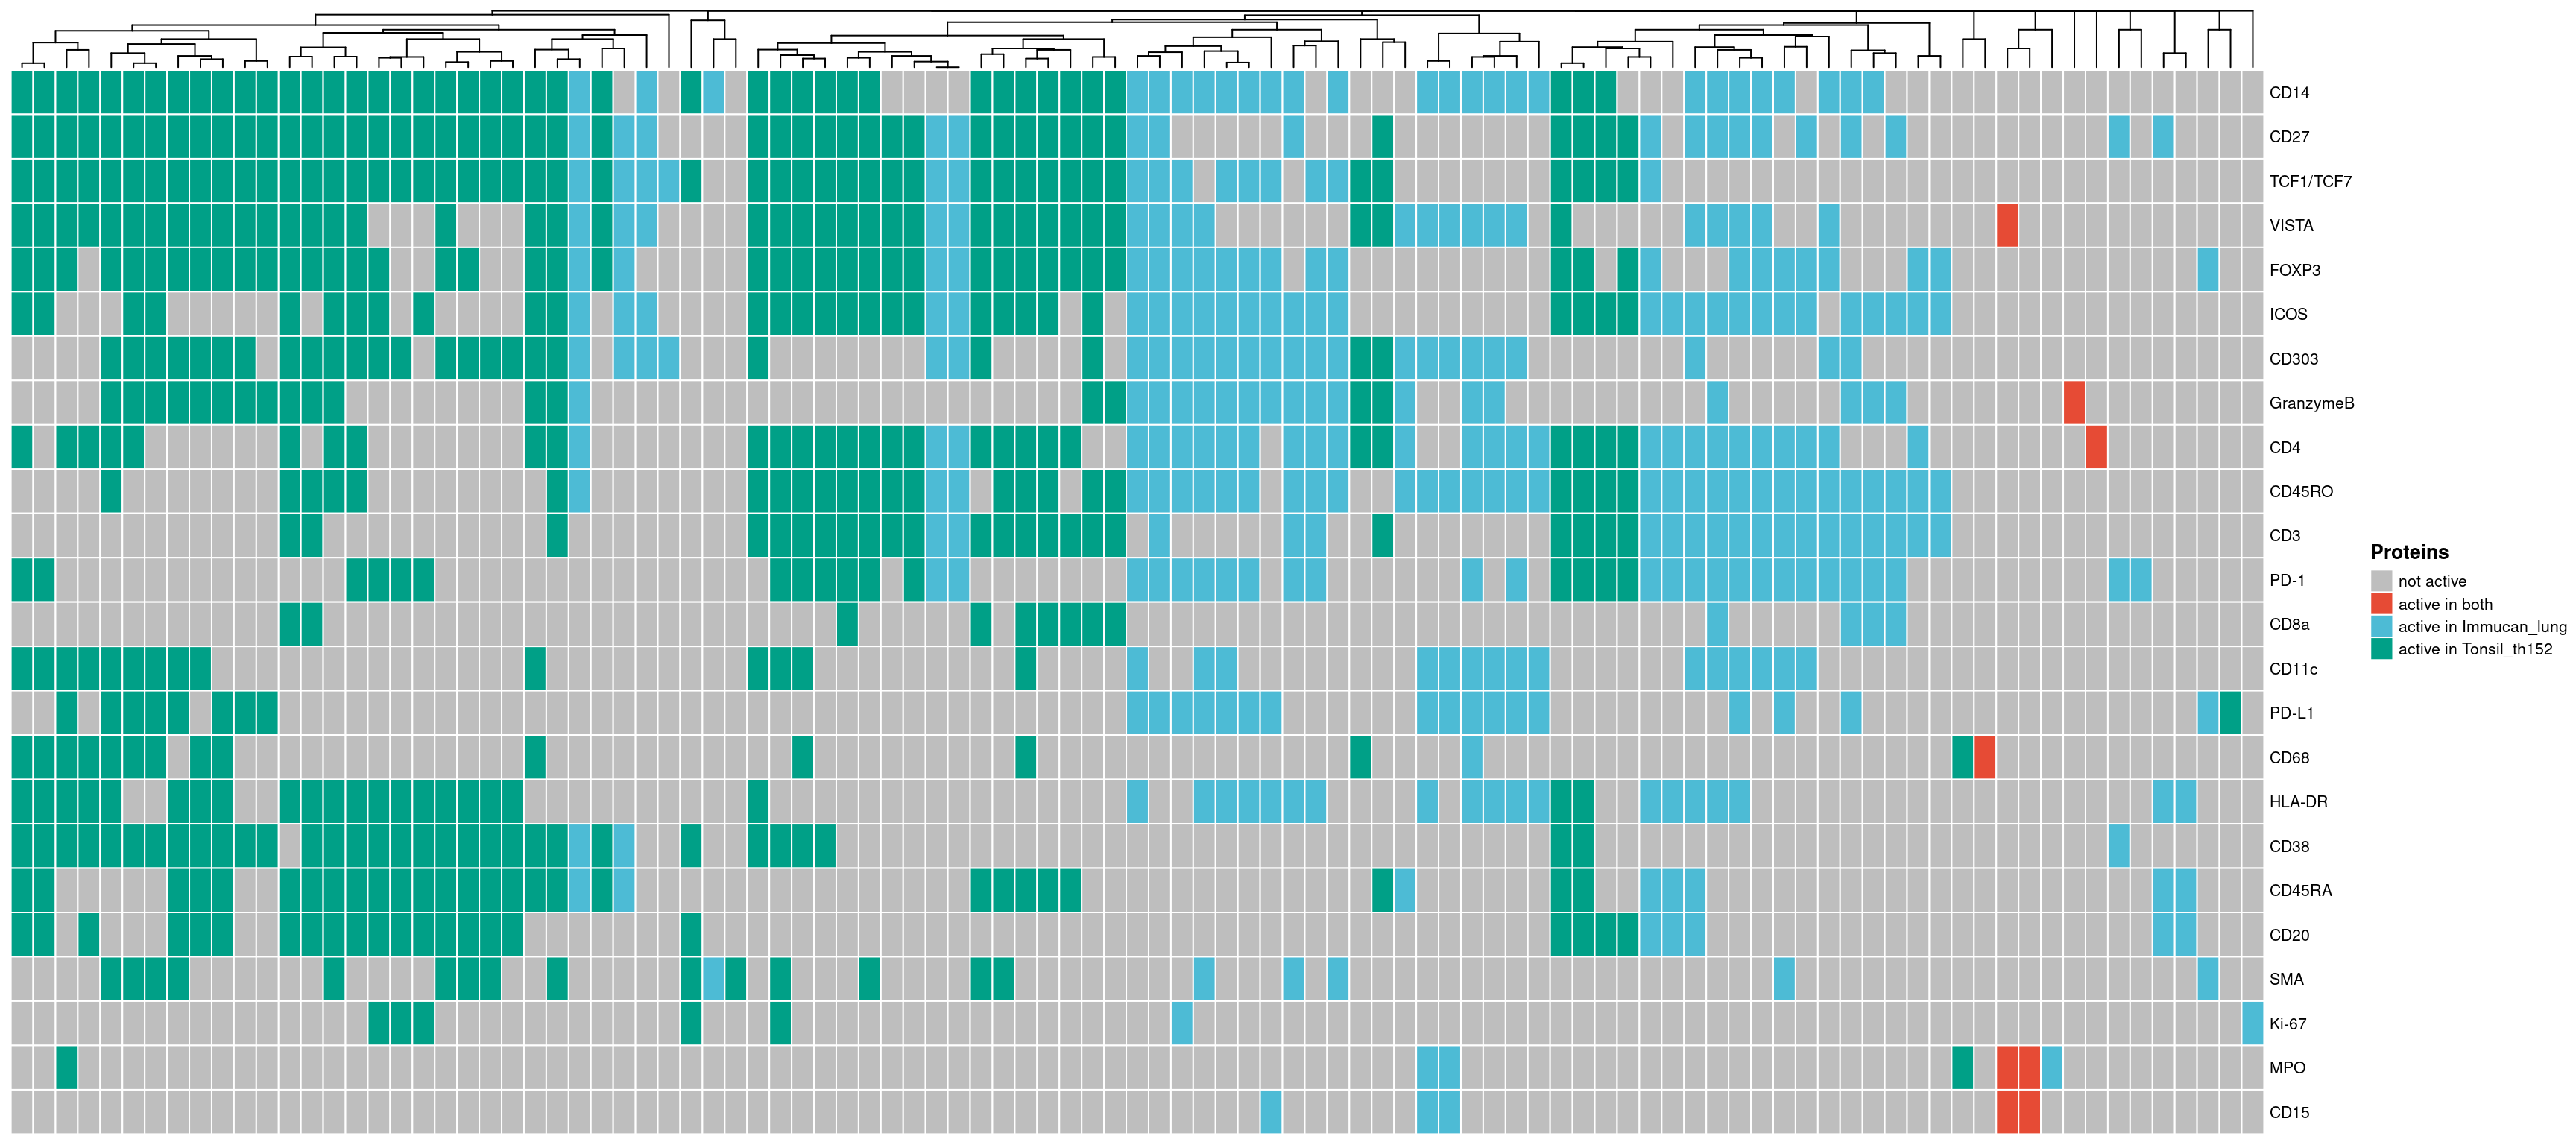 CD14
CD27
TCF1/TCF7
VISTA
FOXP3
ICOS
CD303
GranzymeB
CD4
CD45RO
CD3
PD-1
CD8a
CD11c
PD-L1
CD68
HLA-DR
CD38
CD45RA
CD20
SMA
Ki-67
MPO
CD15
Proteins
not active
active in both
active in Immucan_lung
active in Tonsil_th152